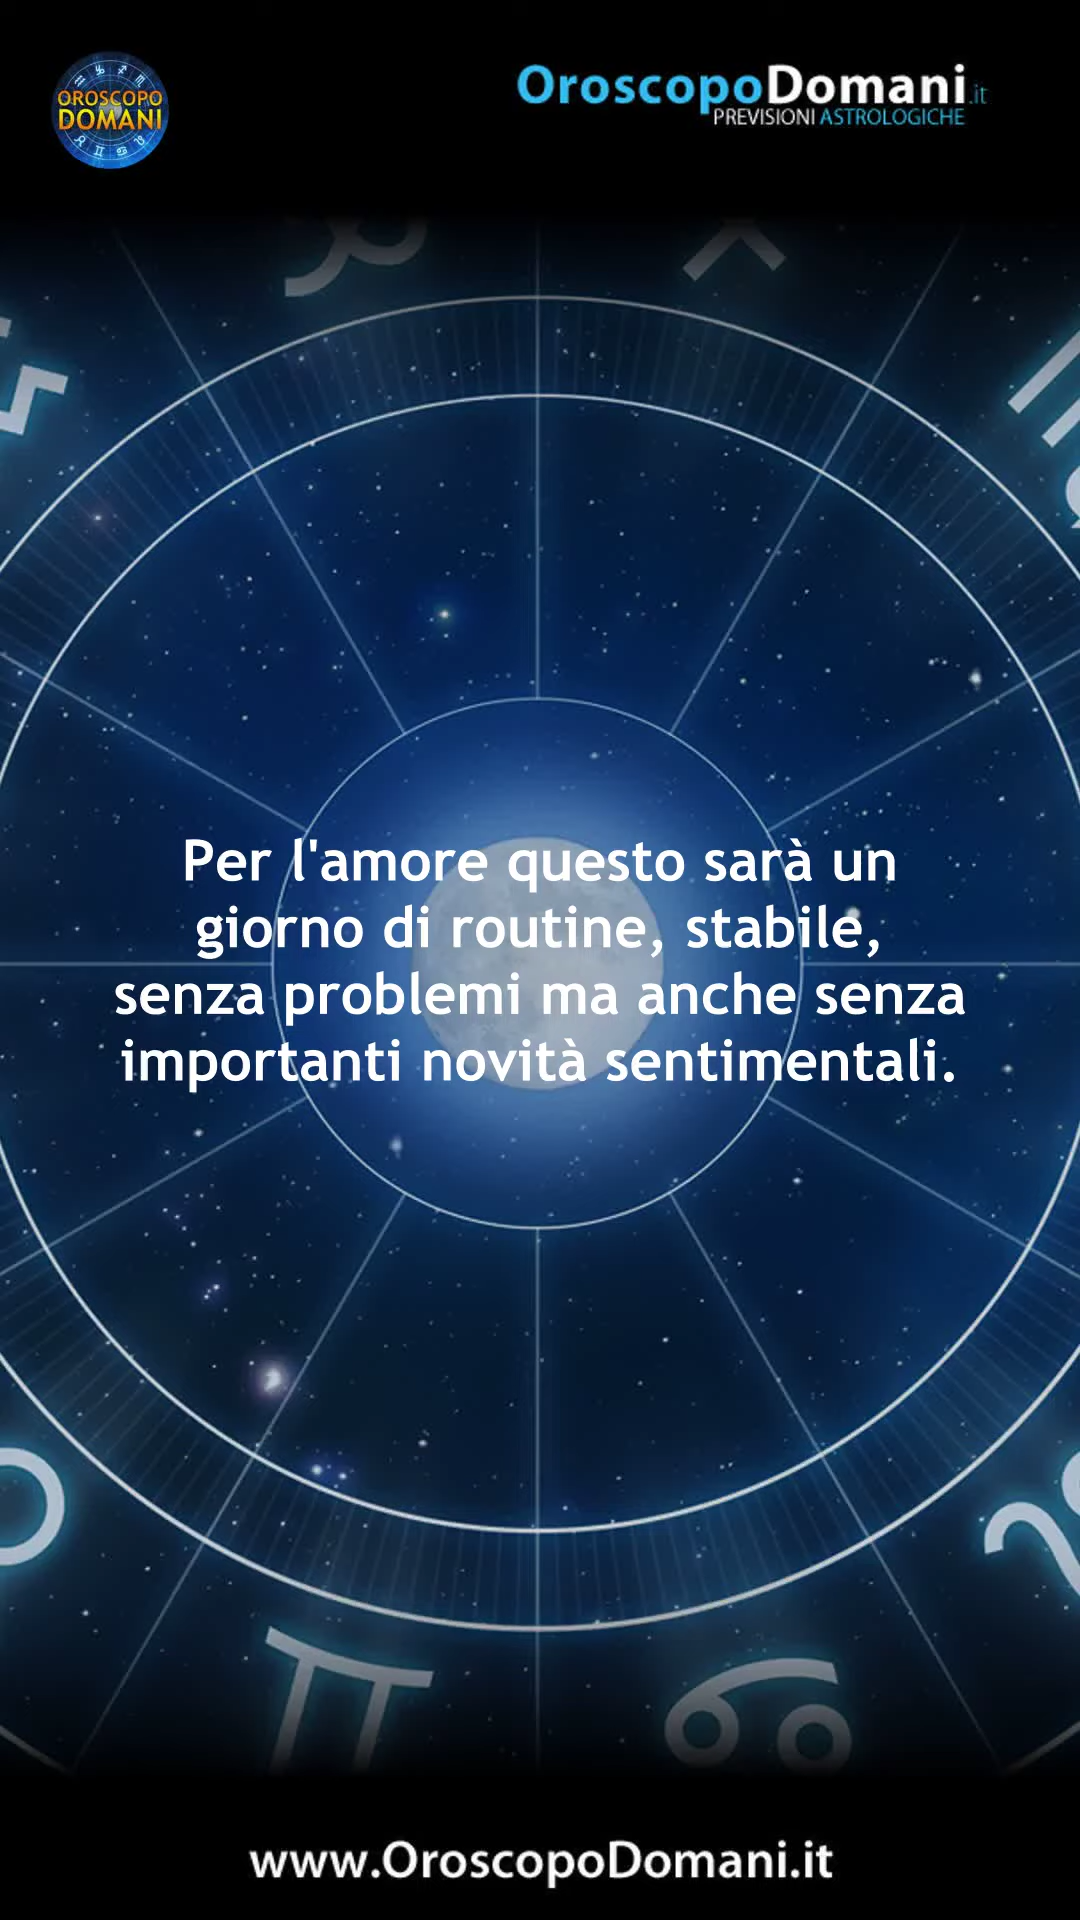 OROSCOPO
DOMANI
OroscopoDomani.it
PREVISIONI ASTROLOGICHE
Per l'amore questo sarà un
giorno di routine, stabile,
senza problemi ma anche senza
importanti novità sentimentali.
www.OroscopoDomani.it